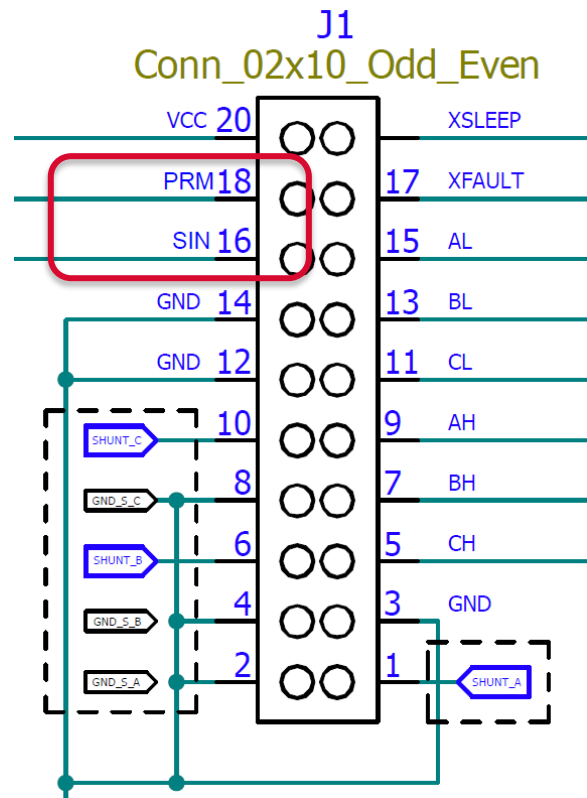 J1
Conn_02x10_Odd_Even
VCC 20 XSLEEP
PRM 18 17 XFAULT
SIN 16 15 AL
GND 14 13 BL
GND 12 11 CL
SHUNT_C 10 9 AH
GND_S_C 8 7 BH
SHUNT_B 6 5 CH
GND_S_B 4 3 GND
GND_S_A 2 1 SHUNT_A